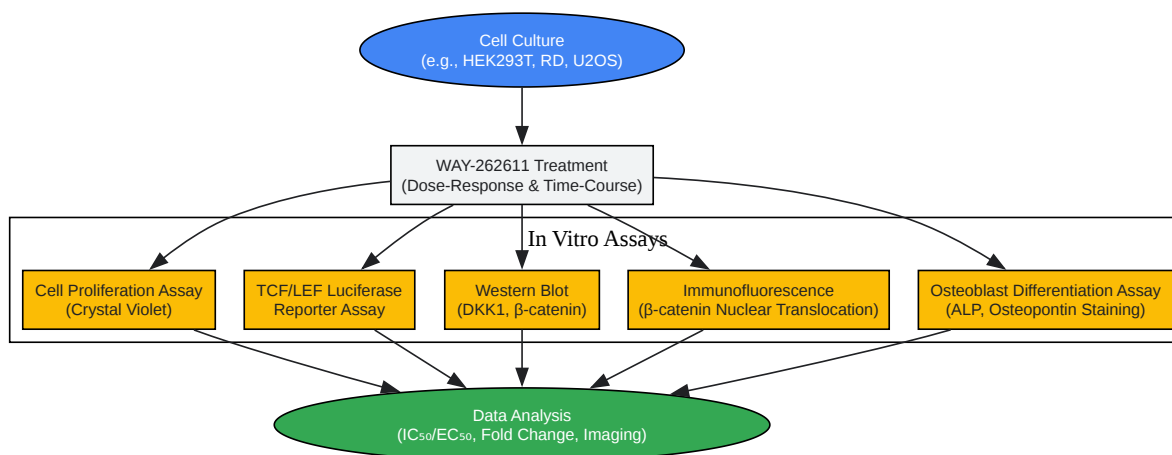 Cell Culture
(e.g., HEK293T, RD, U2OS)
WAY-262611 Treatment
(Dose-Response & Time-Course)
In Vitro Assays
Cell Proliferation Assay
(Crystal Violet)
TCF/LEF Luciferase
Reporter Assay
Western Blot
(DKK1, β-catenin)
Immunofluorescence
(β-catenin Nuclear Translocation)
Osteoblast Differentiation Assay
(ALP, Osteopontin Staining)
Data Analysis
(IC₅₀/EC₅₀, Fold Change, Imaging)